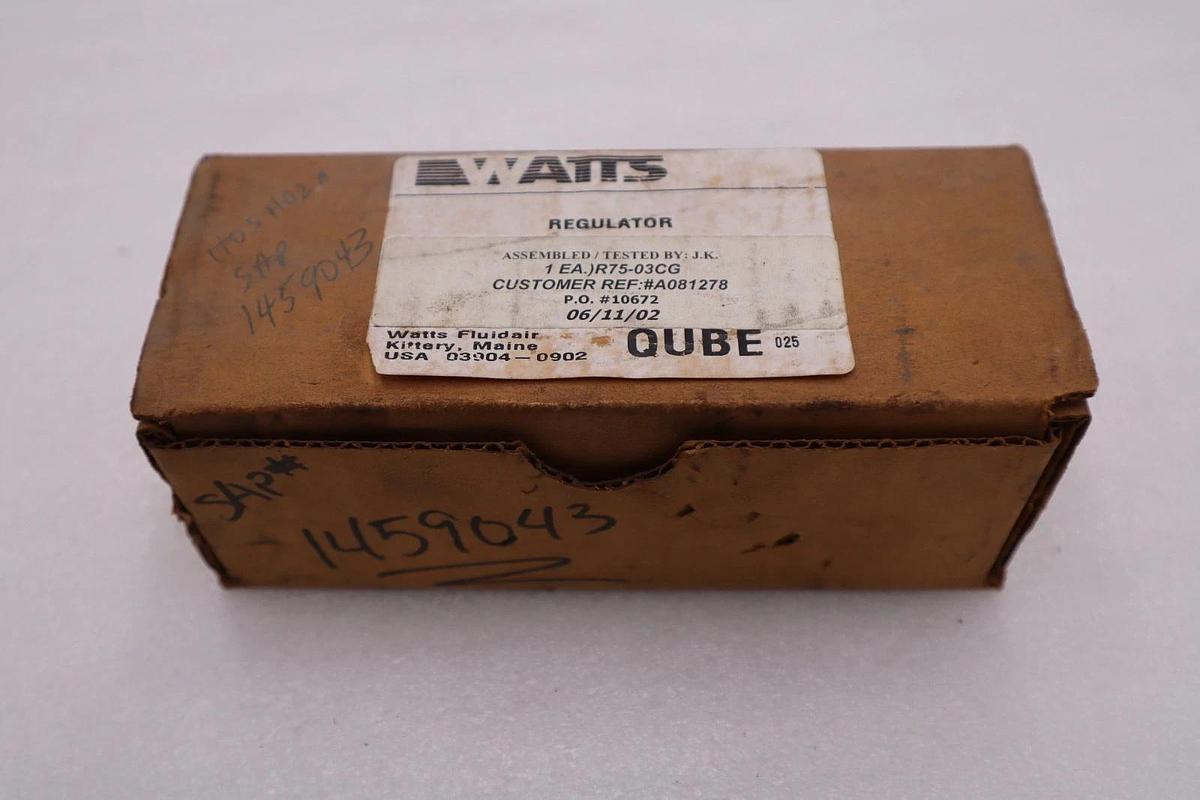 WATTS
REGULATOR
ASSEMBLED / TESTED BY: J.K.
1 EA.)R75-03CG
CUSTOMER REF:#A081278
P.O. #10672
06/11/02
Watts Fluidair
Kittery, Maine
USA 03904-0902
QUBE 025
SAP
1459043
SAP#
1459043